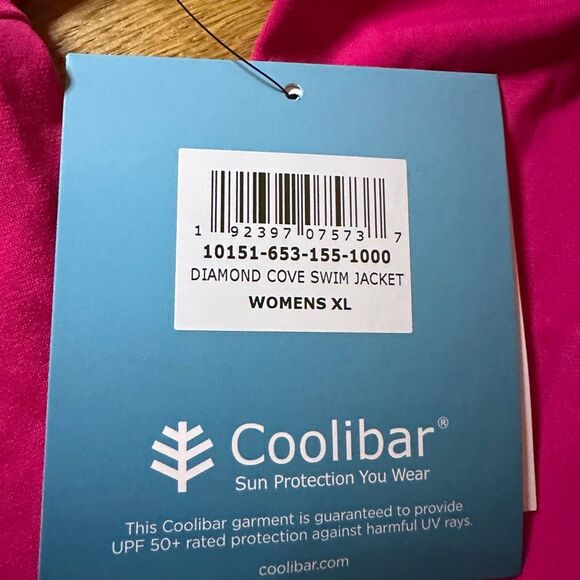 1 92397 07573 7
10151-653-155-1000
DIAMOND COVE SWIM JACKET
WOMENS XL
Coolibar®
Sun Protection You Wear
This Coolibar garment is guaranteed to provide
UPF 50+ rated protection against harmful UV rays.
coolibar.com